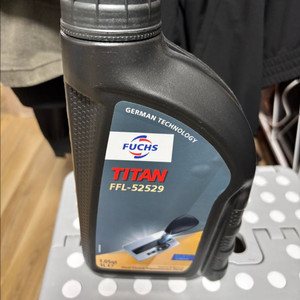 GERMAN TECHNOLOGY
FUCHS
TITAN
FFL-52529